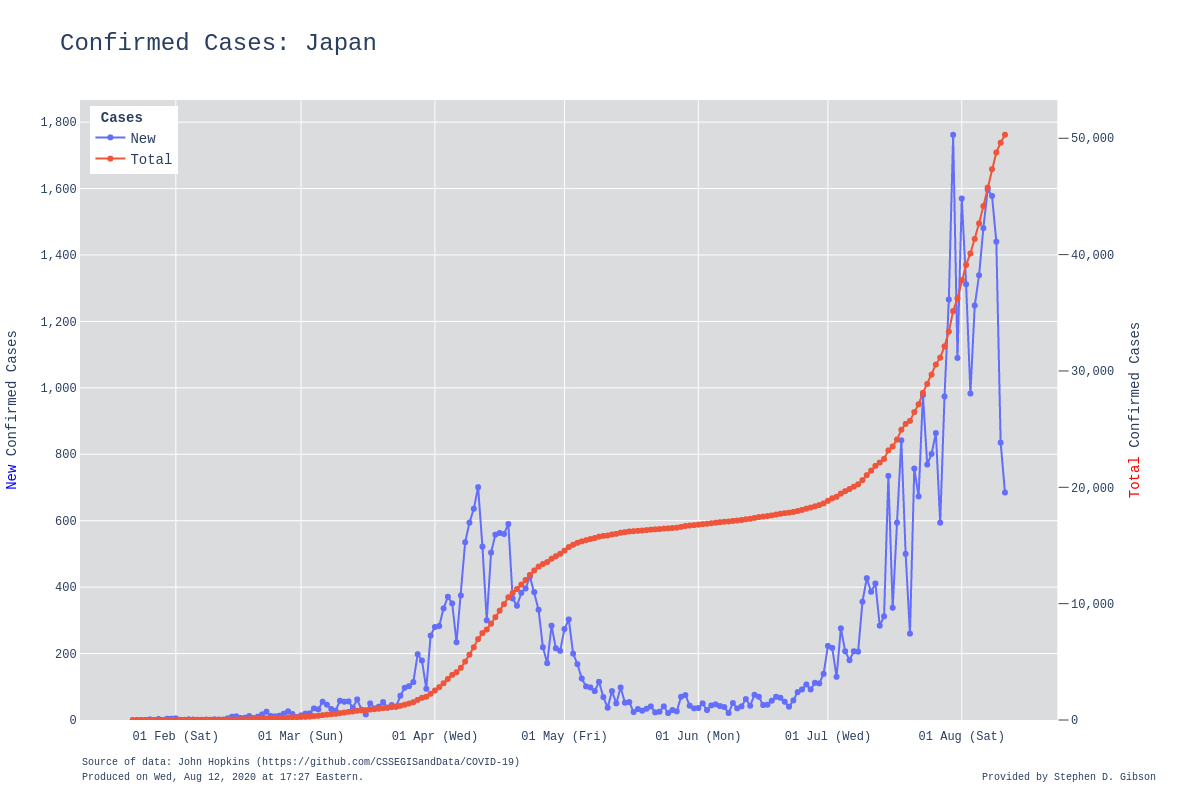 Confirmed Cases: Japan
Cases
New
Total
1,800
1,600
1,400
1,200
1,000
800
600
400
200
0
New Confirmed Cases
50,000
40,000
30,000
20,000
10,000
0
Total Confirmed Cases
01 Feb (Sat) 01 Mar (Sun) 01 Apr (Wed) 01 May (Fri) 01 Jun (Mon) 01 Jul (Wed) 01 Aug (Sat)
Source of data: John Hopkins (https://github.com/CSSEGISandData/COVID-19)
Produced on Wed, Aug 12, 2020 at 17:27 Eastern.
Provided by Stephen D. Gibson